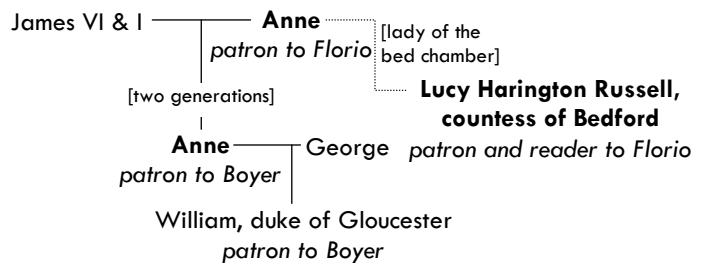 James VI & I
Anne
patron to Florio
[lady of the
bed chamber]
Lucy Harington Russell,
countess of Bedford
patron and reader to Florio
[two generations]
Anne
patron to Boyer
George
William, duke of Gloucester
patron to Boyer